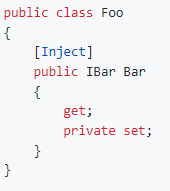 public class Foo
{
    [Inject]
    public IBar Bar
    {
        get;
        private set;
    }
}